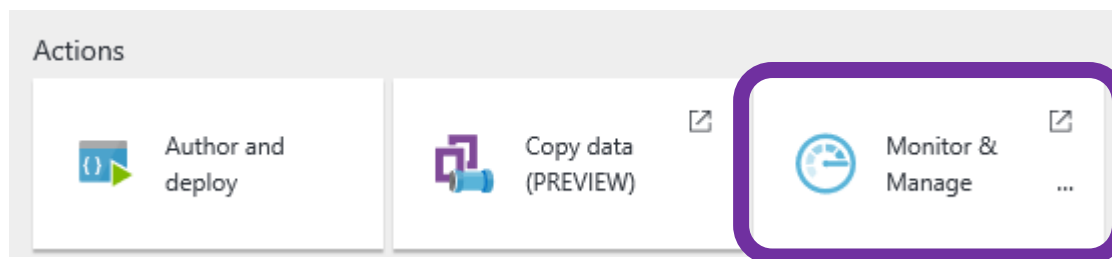 Actions
Author and
deploy
Copy data
(PREVIEW)
Monitor &
Manage
...